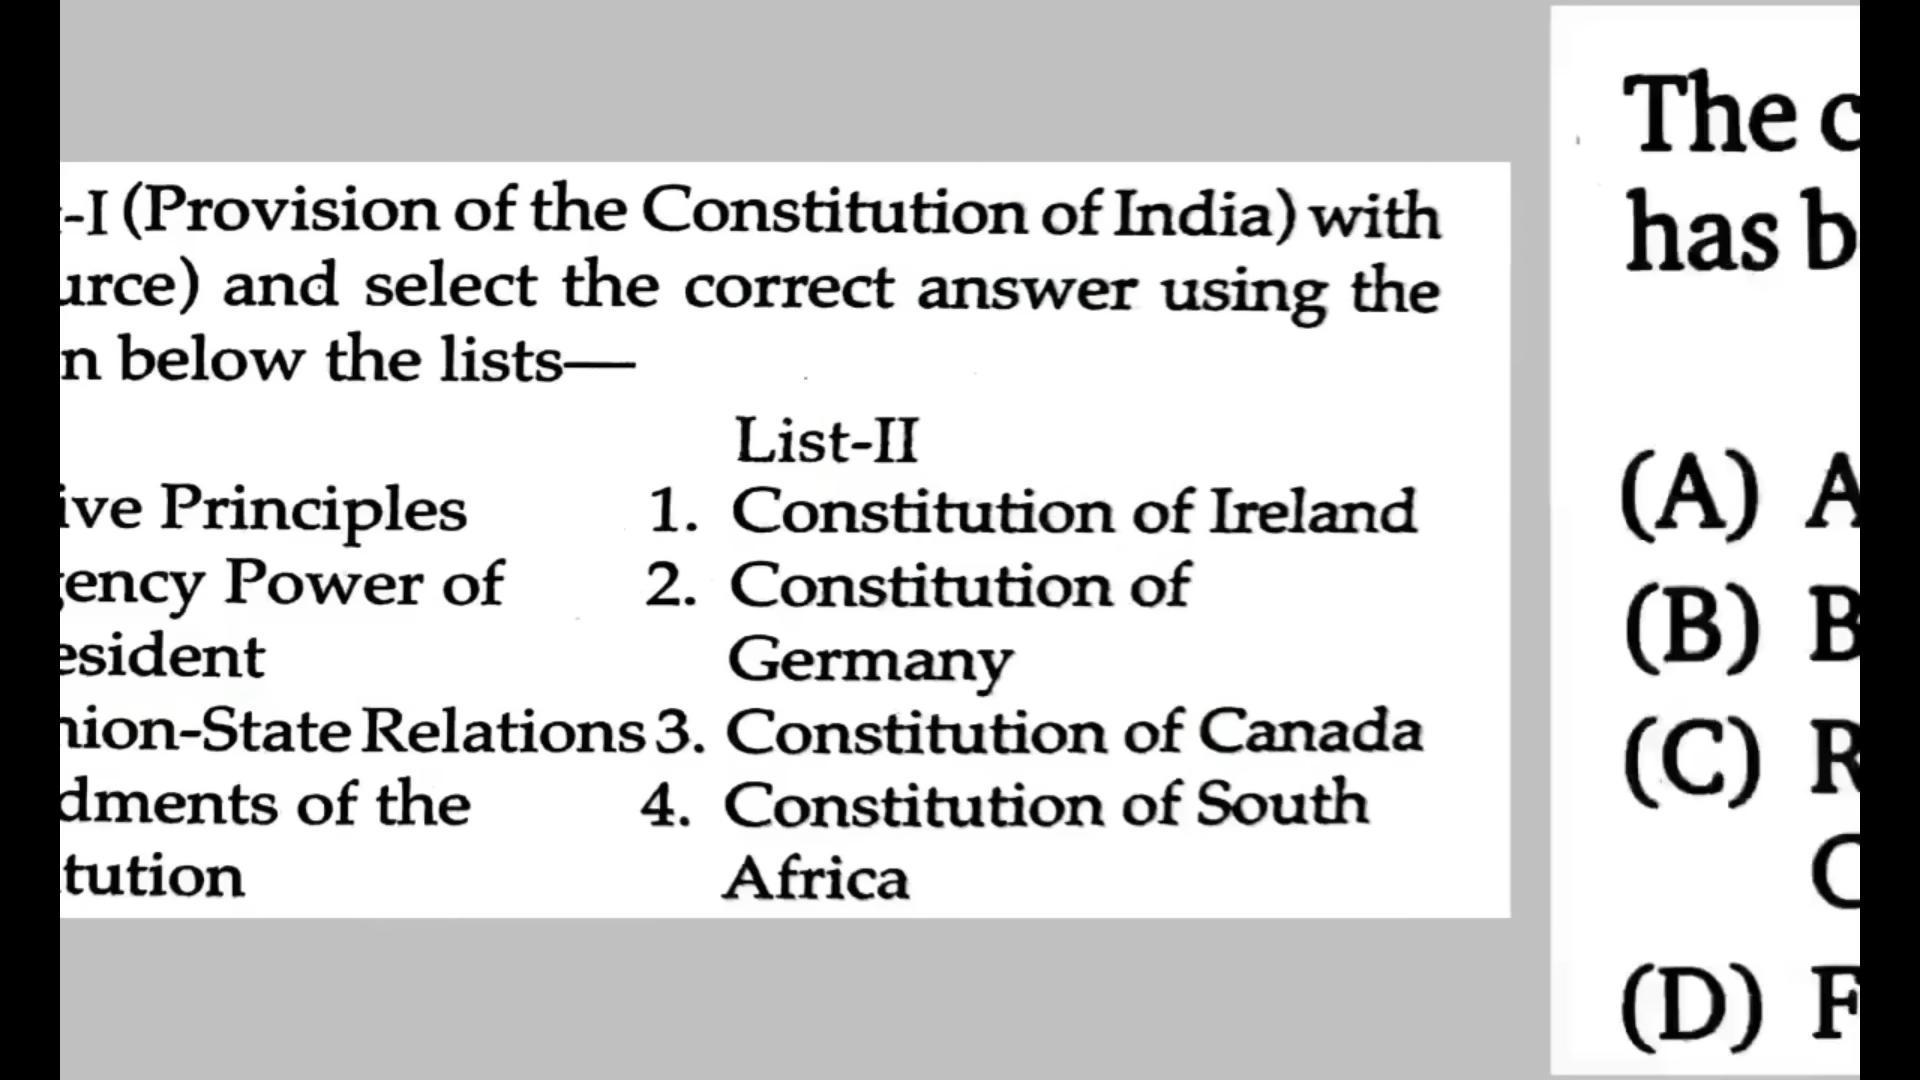 -I (Provision of the Constitution of India) with
urce) and select the correct answer using the
n below the lists—
List-II
ive Principles 1. Constitution of Ireland
gency Power of 2. Constitution of
esident Germany
nion-State Relations 3. Constitution of Canada
dments of the 4. Constitution of South
tution Africa
The c
has b
(A) A
(B) B
(C) R
C
(D) F